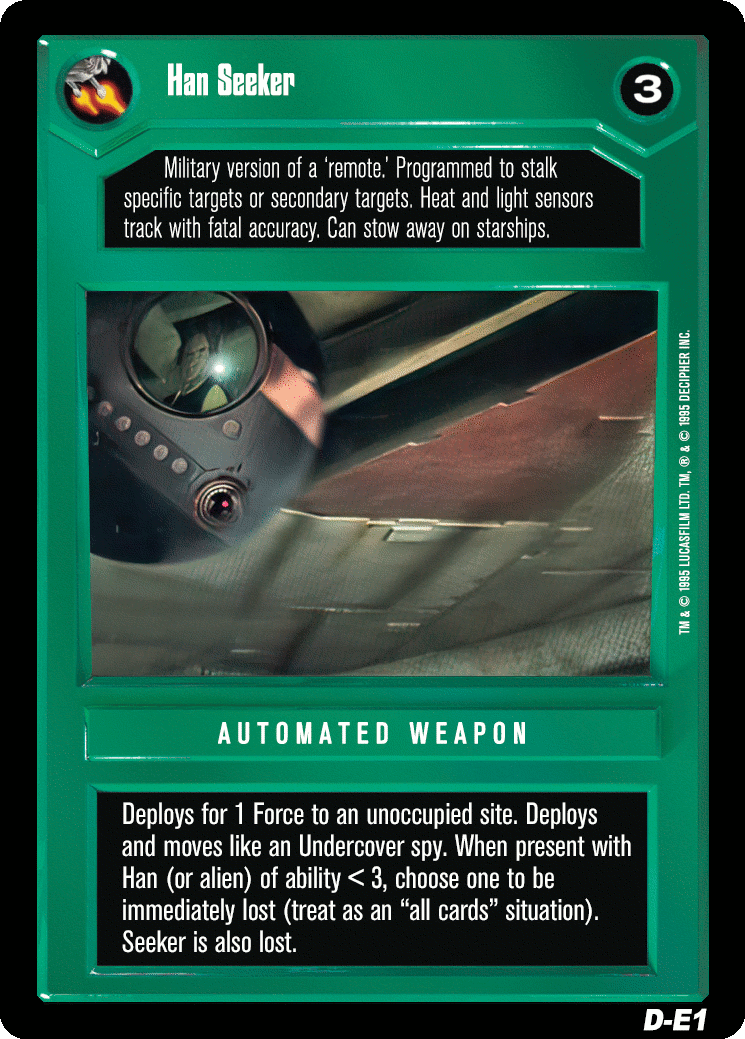 Han Seeker
3
Military version of a ‘remote.’ Programmed to stalk
specific targets or secondary targets. Heat and light sensors
track with fatal accuracy. Can stow away on starships.
TM & © 1995 LUCASFILM LTD. TM, ® & © 1995 DECIPHER INC.
AUTOMATED WEAPON
Deploys for 1 Force to an unoccupied site. Deploys
and moves like an Undercover spy. When present with
Han (or alien) of ability < 3, choose one to be
immediately lost (treat as an “all cards” situation).
Seeker is also lost.
D-E1